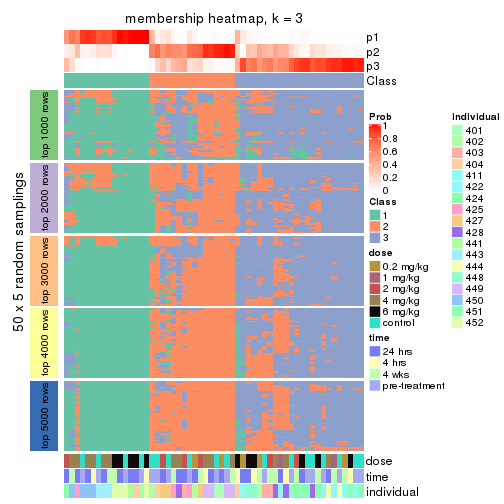 membership heatmap, k = 3
p1
p2
p3
Class
50 x 5 random samplings
top 1000 rows
top 2000 rows
top 3000 rows
top 4000 rows
top 5000 rows
dose
time
individual
Prob
1
0.8
0.6
0.4
0.2
0
Class
1
2
3
dose
0.2 mg/kg
1 mg/kg
2 mg/kg
4 mg/kg
6 mg/kg
control
time
24 hrs
4 hrs
4 wks
pre-treatment
individual
401
402
403
404
411
422
424
425
427
428
441
443
444
448
449
450
451
452